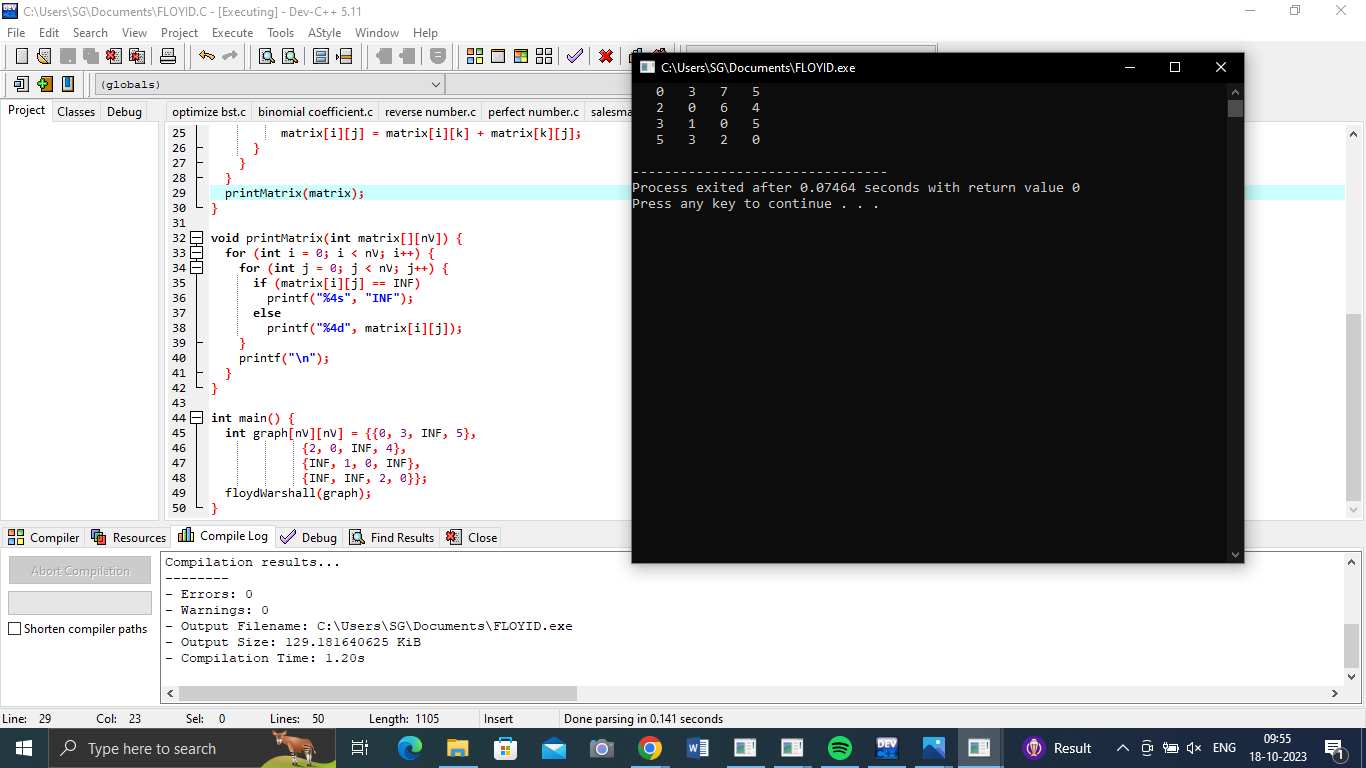 C:\Users\SG\Documents\FLOYID.C - [Executing] - Dev-C++ 5.11
File Edit Search View Project Execute Tools AStyle Window Help
(globals)
Project Classes Debug
optimize bst.c binomial coefficient.c reverse number.c perfect number.c salesma
25 matrix[i][j] = matrix[i][k] + matrix[k][j];
26 }
27 }
28 }
29 printMatrix(matrix);
30 }
31
32 void printMatrix(int matrix[][nV]) {
33 for (int i = 0; i < nV; i++) {
34 for (int j = 0; j < nV; j++) {
35 if (matrix[i][j] == INF)
36 printf("%4s", "INF");
37 else
38 printf("%4d", matrix[i][j]);
39 }
40 printf("\n");
41 }
42 }
43
44 int main() {
45 int graph[nV][nV] = {{0, 3, INF, 5},
46 {2, 0, INF, 4},
47 {INF, 1, 0, INF},
48 {INF, INF, 2, 0}};
49 floydWarshall(graph);
50 }
C:\Users\SG\Documents\FLOYID.exe
0 3 7 5
2 0 6 4
3 1 0 5
5 3 2 0
--------------------------------
Process exited after 0.07464 seconds with return value 0
Press any key to continue . . .
Compiler Resources Compile Log Debug Find Results Close
Abort Compilation
Shorten compiler paths
Compilation results...
--------
- Errors: 0
- Warnings: 0
- Output Filename: C:\Users\SG\Documents\FLOYID.exe
- Output Size: 129.181640625 KiB
- Compilation Time: 1.20s
Line: 29 Col: 23 Sel: 0 Lines: 50 Length: 1105 Insert Done parsing in 0.141 seconds
Type here to search
DEV
Result
ENG
09:55
18-10-2023
1